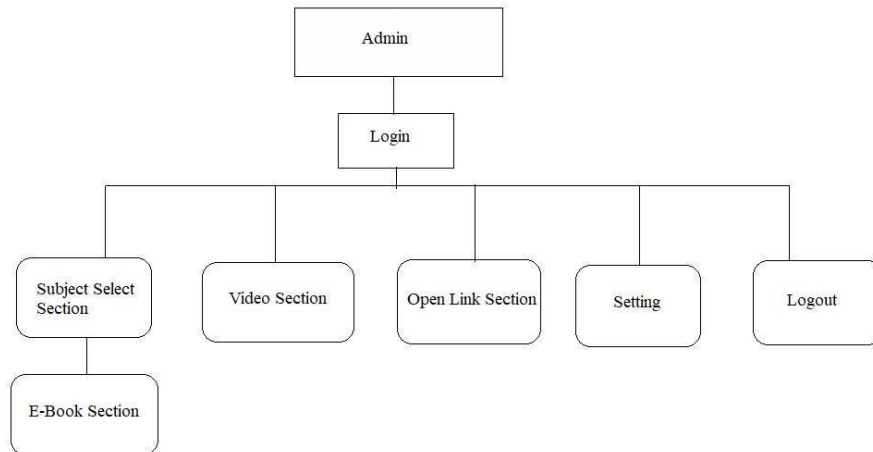 Admin
Login
Subject Select
Section
Video Section
Open Link Section
Setting
Logout
E-Book Section